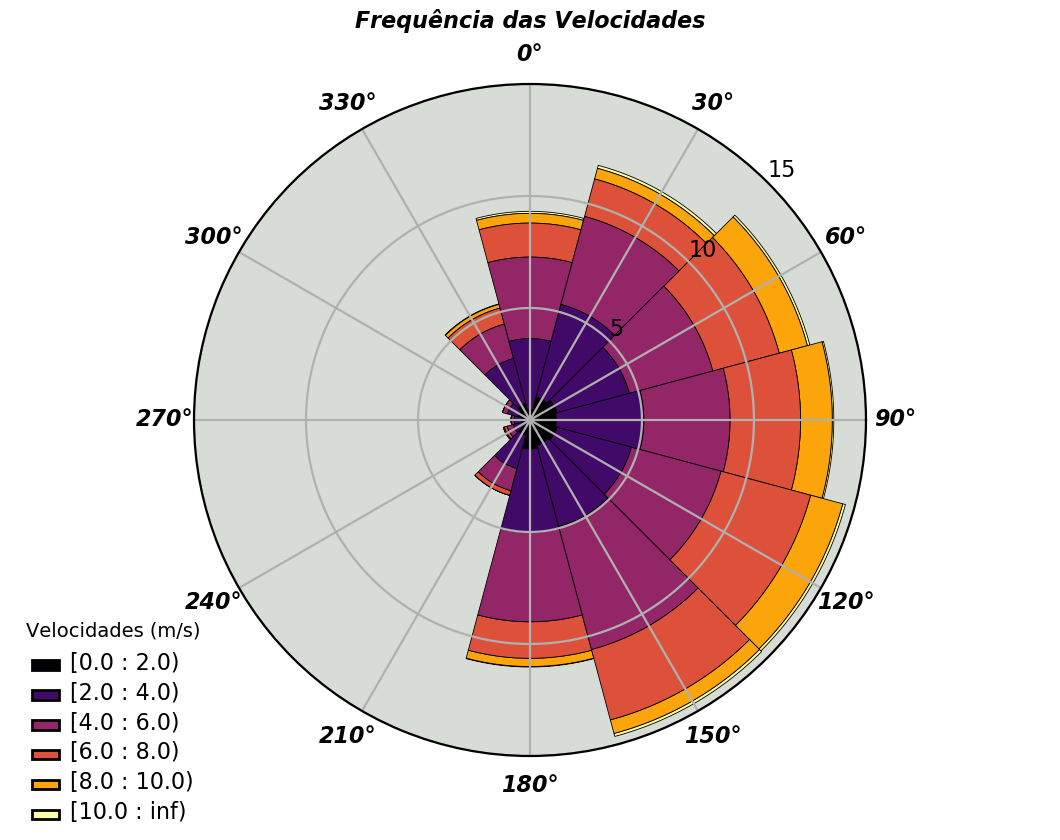 Frequência das Velocidades
0°
330°
30°
15
300°
60°
10
5
270°
90°
240°
120°
210°
150°
180°
Velocidades (m/s)
[0.0 : 2.0)
[2.0 : 4.0)
[4.0 : 6.0)
[6.0 : 8.0)
[8.0 : 10.0)
[10.0 : inf)